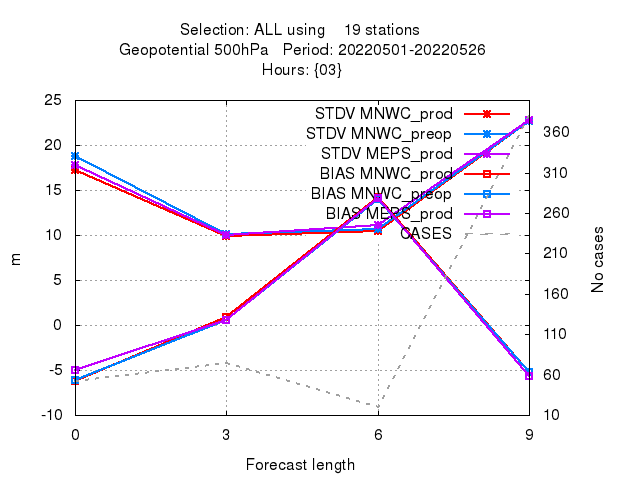 Selection: ALL using    19 stations
Geopotential 500hPa   Period: 20220501-20220526
Hours: {03}
STDV MNWC_prod
STDV MNWC_preop
STDV MEPS_prod
BIAS MNWC_prod
BIAS MNWC_preop
BIAS MEPS_prod
CASES
25
20
15
10
5
0
-5
-10
m
360
310
260
210
160
110
60
10
No cases
0 3 6 9
Forecast length